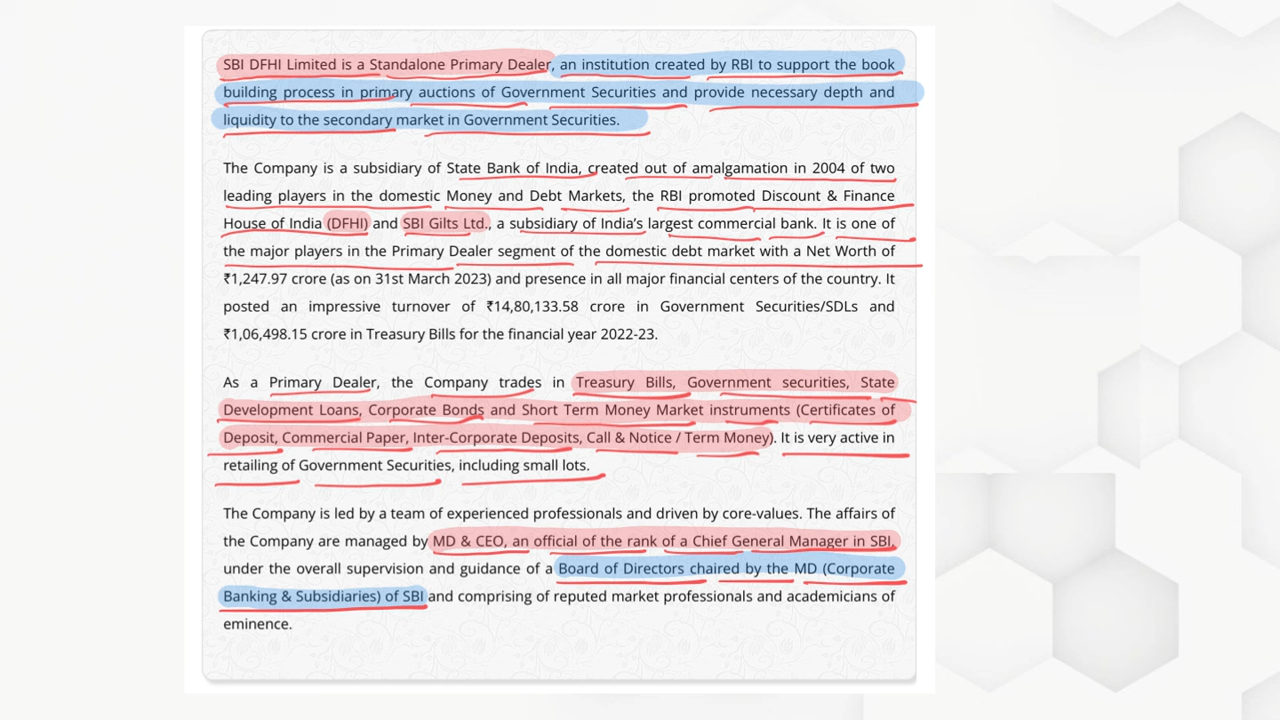 SBI DFHI Limited is a Standalone Primary Dealer, an institution created by RBI to support the book
building process in primary auctions of Government Securities and provide necessary depth and
liquidity to the secondary market in Government Securities.
The Company is a subsidiary of State Bank of India, created out of amalgamation in 2004 of two
leading players in the domestic Money and Debt Markets, the RBI promoted Discount & Finance
House of India (DFHI) and SBI Gilts Ltd., a subsidiary of India's largest commercial bank. It is one of
the major players in the Primary Dealer segment of the domestic debt market with a Net Worth of
₹1,247.97 crore (as on 31st March 2023) and presence in all major financial centers of the country. It
posted an impressive turnover of ₹14,80,133.58 crore in Government Securities/SDLs and
₹1,06,498.15 crore in Treasury Bills for the financial year 2022-23.
As a Primary Dealer, the Company trades in Treasury Bills, Government securities, State
Development Loans, Corporate Bonds and Short Term Money Market instruments (Certificates of
Deposit, Commercial Paper, Inter-Corporate Deposits, Call & Notice / Term Money). It is very active in
retailing of Government Securities, including small lots.
The Company is led by a team of experienced professionals and driven by core-values. The affairs of
the Company are managed by MD & CEO, an official of the rank of a Chief General Manager in SBI,
under the overall supervision and guidance of a Board of Directors chaired by the MD (Corporate
Banking & Subsidiaries) of SBI and comprising of reputed market professionals and academicians of
eminence.